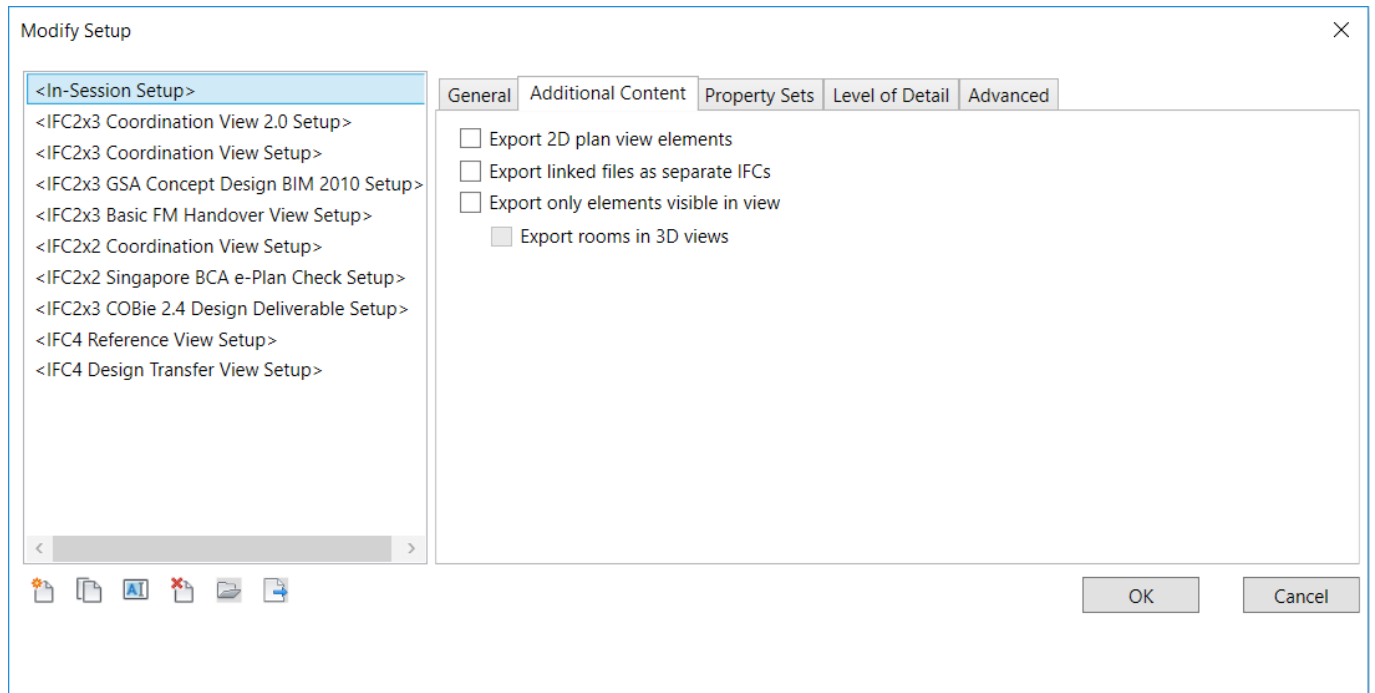 Modify Setup
<In-Session Setup>
<IFC2x3 Coordination View 2.0 Setup>
<IFC2x3 Coordination View Setup>
<IFC2x3 GSA Concept Design BIM 2010 Setup>
<IFC2x3 Basic FM Handover View Setup>
<IFC2x2 Coordination View Setup>
<IFC2x2 Singapore BCA e-Plan Check Setup>
<IFC2x3 COBie 2.4 Design Deliverable Setup>
<IFC4 Reference View Setup>
<IFC4 Design Transfer View Setup>
General Additional Content Property Sets Level of Detail Advanced
Export 2D plan view elements
Export linked files as separate IFCs
Export only elements visible in view
Export rooms in 3D views
AI
OK Cancel